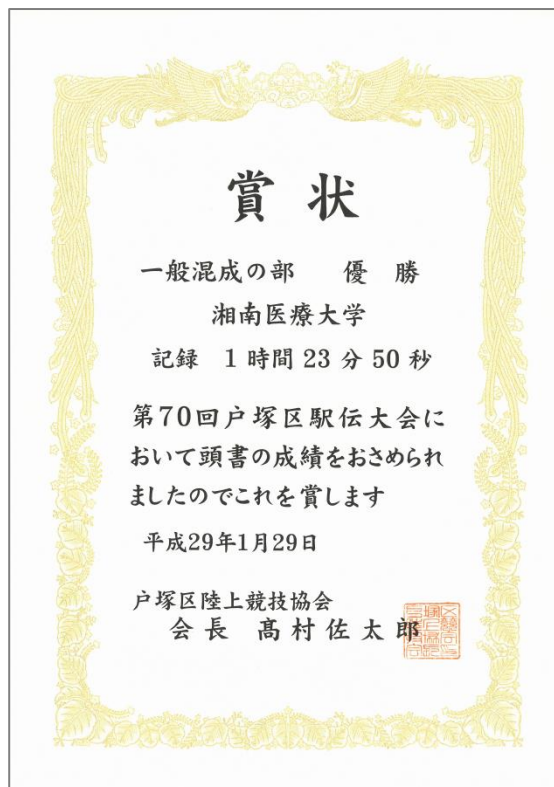 賞状
一般混成の部　優勝
湘南医療大学
記録　1時間23分50秒
第70回戸塚区駅伝大会に
おいて頭書の成績をおさめられ
ましたのでこれを賞します
平成29年1月29日
戸塚区陸上競技協会
会長　髙村佐太郎